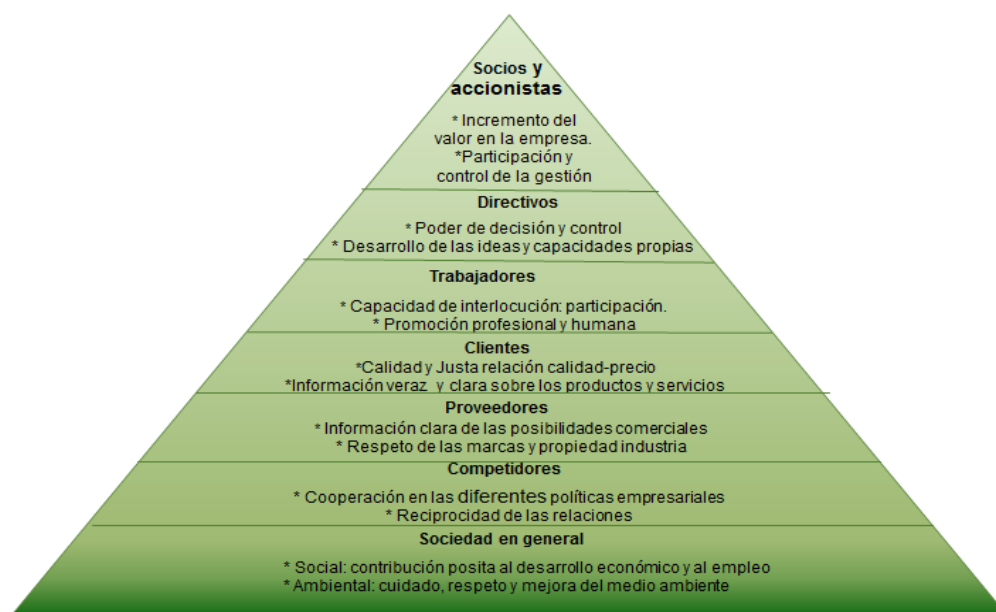 Socios y
accionistas
* Incremento del
valor en la empresa.
*Participación y
control de la gestión
Directivos
* Poder de decisión y control
* Desarrollo de las ideas y capacidades propias
Trabajadores
* Capacidad de interlocución: participación.
* Promoción profesional y humana
Clientes
*Calidad y Justa relación calidad-precio
*Información veraz y clara sobre los productos y servicios
Proveedores
* Información clara de las posibilidades comerciales
* Respeto de las marcas y propiedad industria
Competidores
* Cooperación en las diferentes políticas empresariales
* Reciprocidad de las relaciones
Sociedad en general
* Social: contribución posita al desarrollo económico y al empleo
* Ambiental: cuidado, respeto y mejora del medio ambiente